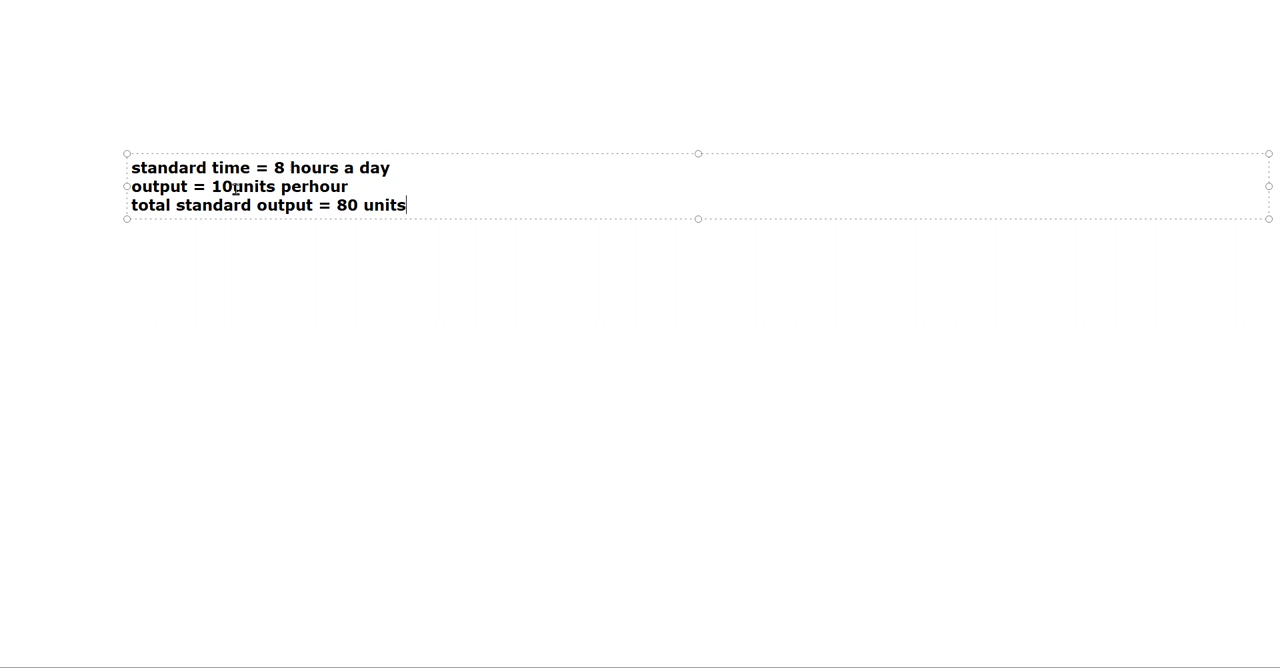 standard time = 8 hours a day
output = 10units perhour
total standard output = 80 units